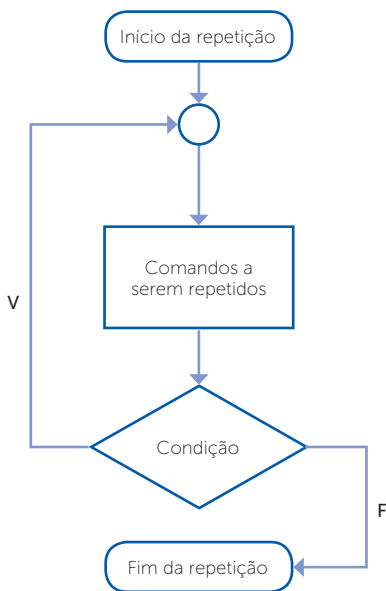 Início da repetição
Comandos a
serem repetidos
V
Condição
F
Fim da repetição